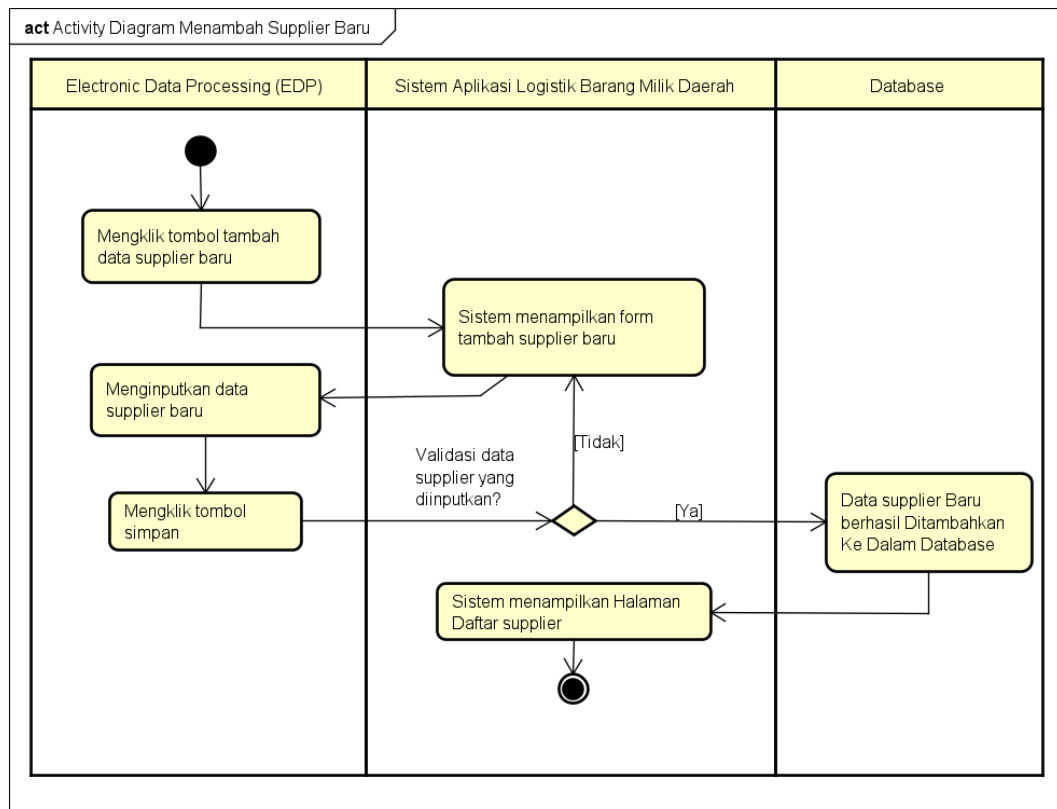 act Activity Diagram Menambah Supplier Baru
Electronic Data Processing (EDP)
Sistem Aplikasi Logistik Barang Milik Daerah
Database
Mengklik tombol tambah
data supplier baru
Sistem menampilkan form
tambah supplier baru
Menginputkan data
supplier baru
[Tidak]
Validasi data
supplier yang
diinputkan?
Mengklik tombol
simpan
[Ya]
Data supplier Baru
berhasil Ditambahkan
Ke Dalam Database
Sistem menampilkan Halaman
Daftar supplier